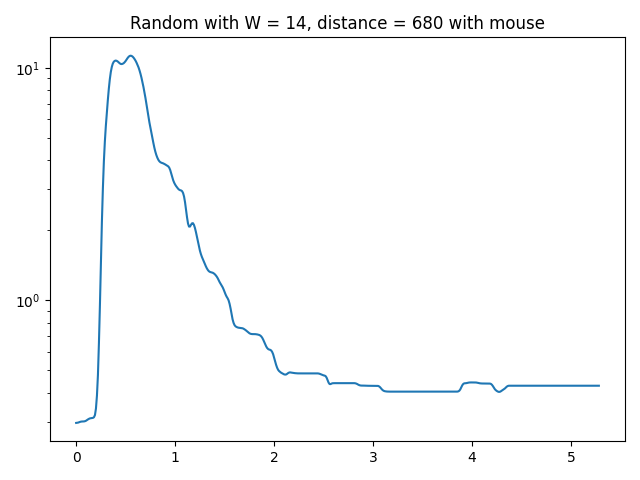 Random with W = 14, distance = 680 with mouse
10¹
10⁰
0 1 2 3 4 5